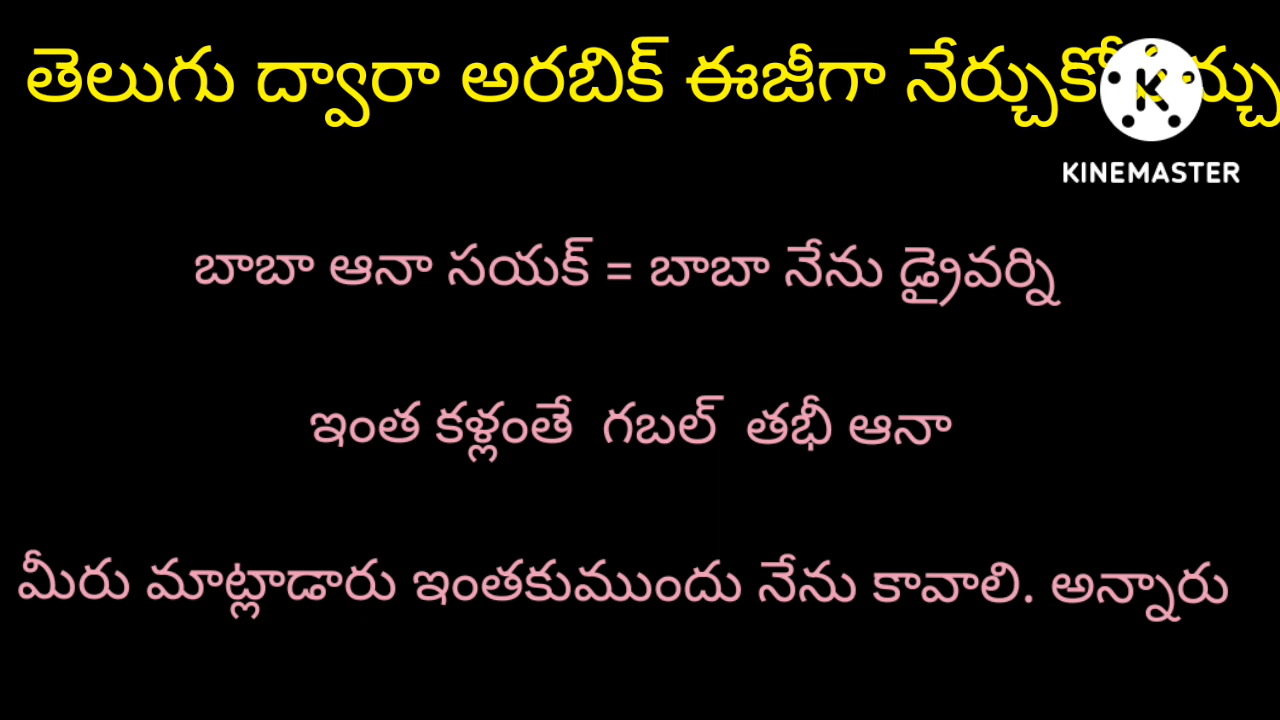 తెలుగు ద్వారా అరబిక్ ఈజీగా
KINEMASTER
బాబా ఆనా సయక్ = బాబా నేను డ్రైవర్ని
ఇంత కళ్లంతే గబల్ తభీ ఆనా
మీరు మాట్లాడారు ఇంతకుముందు నేను కావాలి. అన్నారు